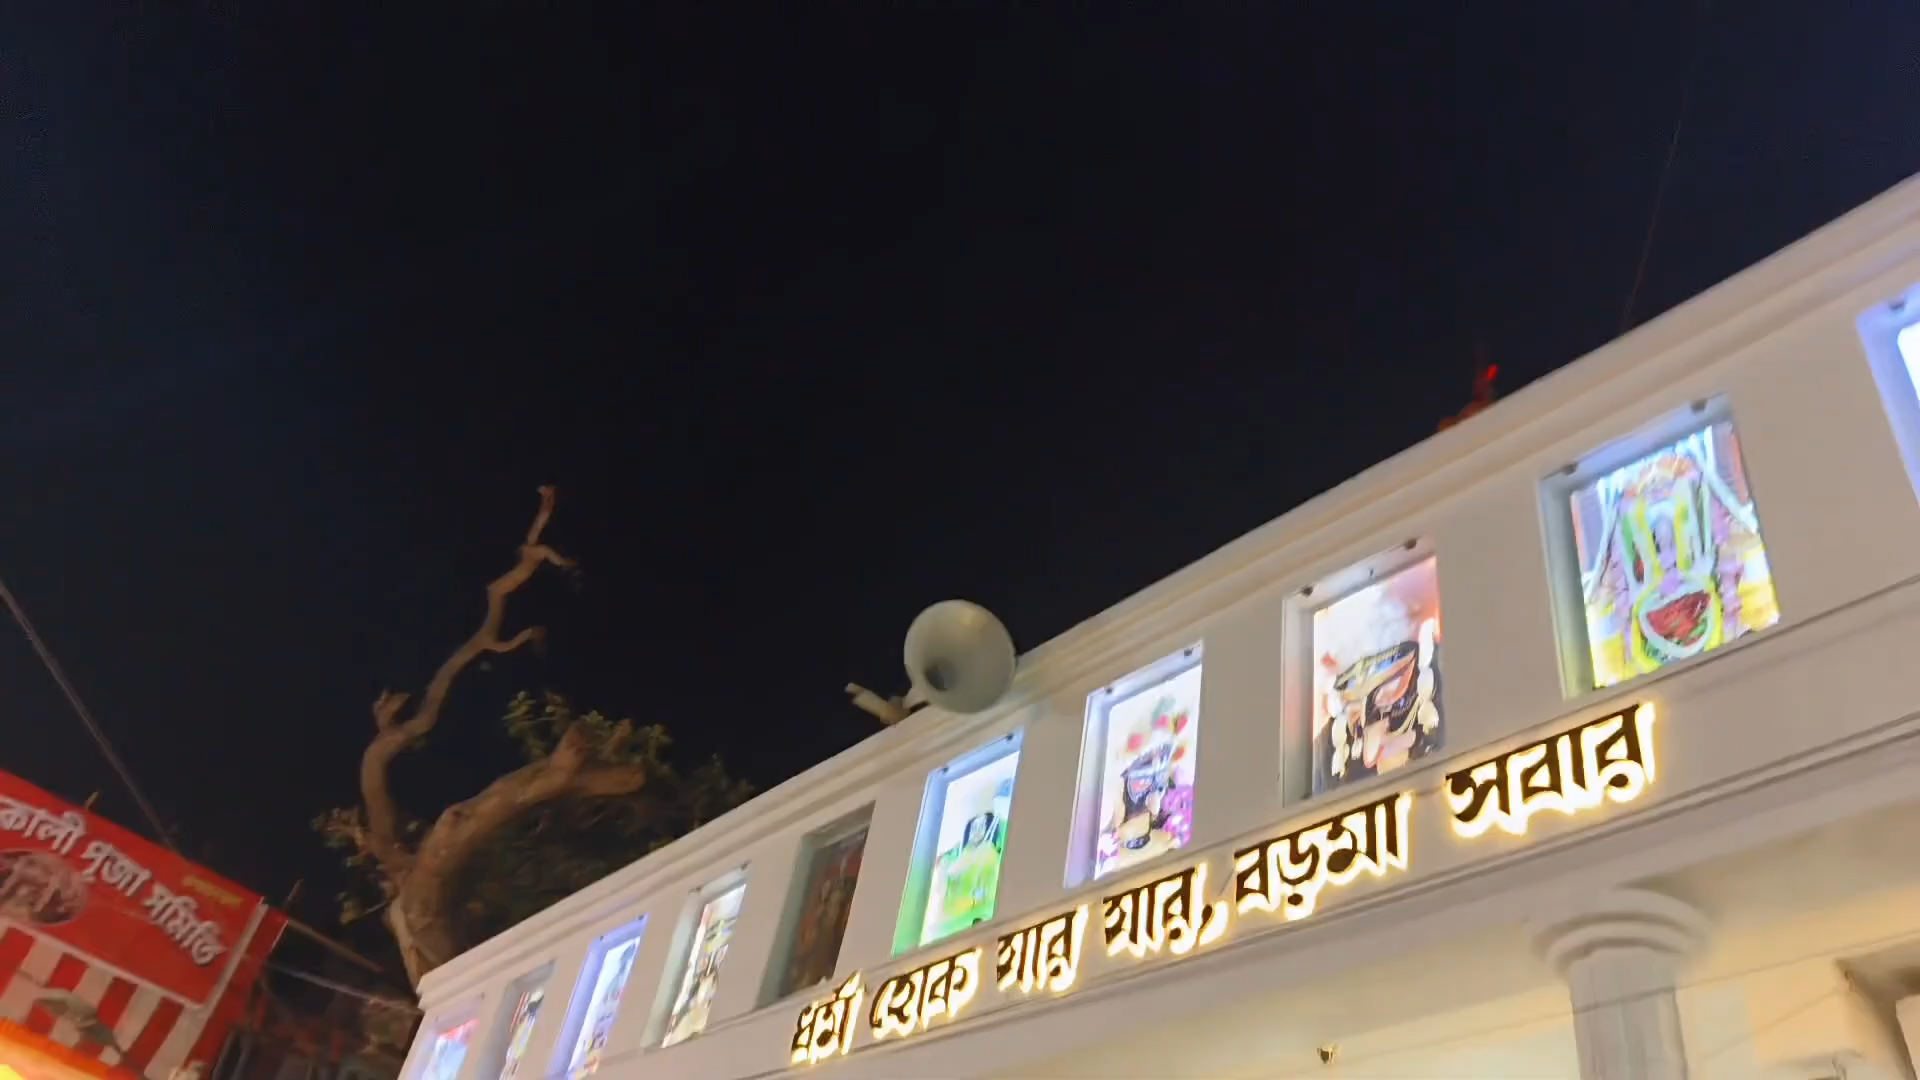 কালী পূজা সমিতি
ধর্ম হোক যার যার, বড়মা সবার